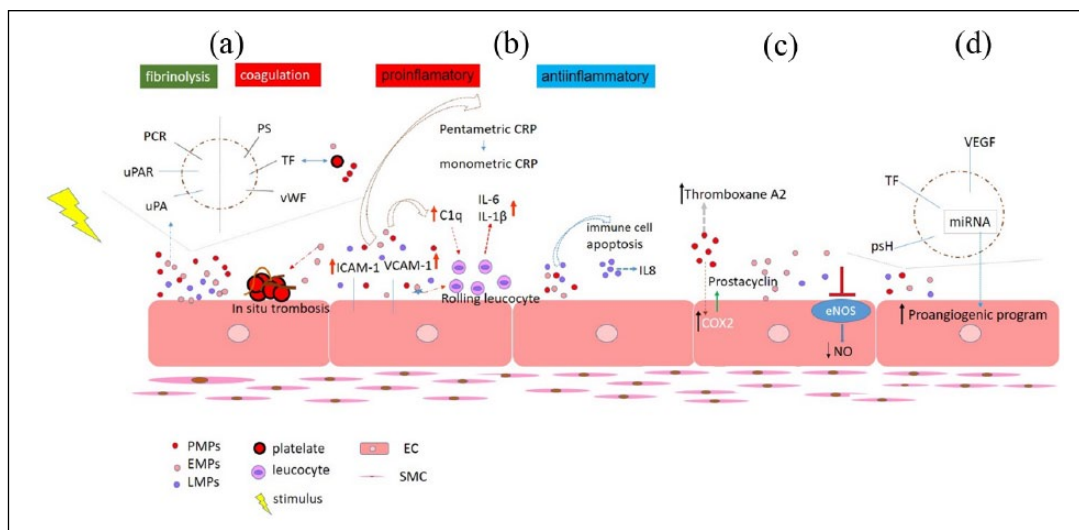 (a)
(b)
(c)
(d)
fibrinolysis
coagulation
proinflamatory
antiinflammatory
PCR
PS
uPAR
TF
uPA
vWF
Pentametric CRP
monometric CRP
C1q
IL-6
IL-1β
ICAM-1
VCAM-1
Rolling leucocyte
In situ trombosis
immune cell
apoptosis
IL8
Thromboxane A2
Prostacyclin
COX2
eNOS
NO
VEGF
TF
miRNA
psH
Proangiogenic program
PMPs
EMPs
LMPs
platelate
leucocyte
stimulus
EC
SMC